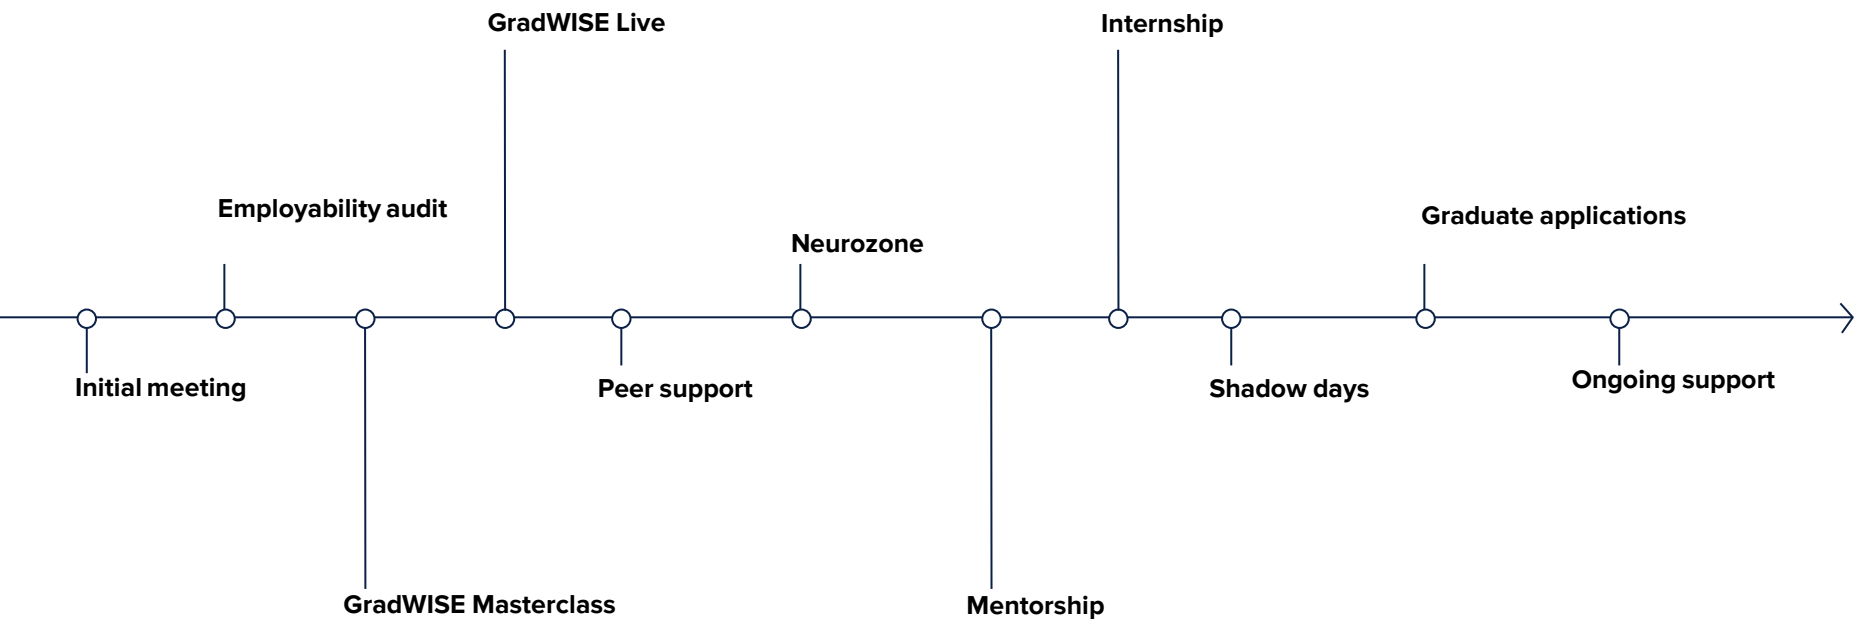 GradWISE Live
Internship
Employability audit
Graduate applications
Neurozone
Initial meeting
Peer support
Shadow days
Ongoing support
GradWISE Masterclass
Mentorship